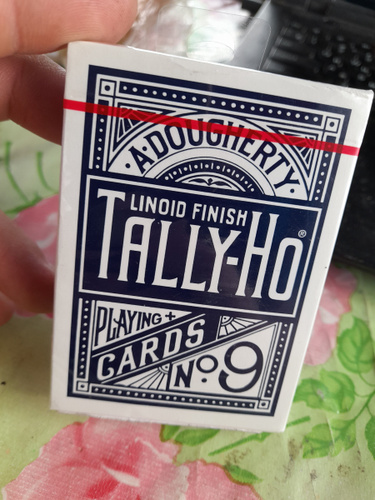 ·A·DOUGHERTY·
LINOID FINISH
TALLY-HO®
PLAYING +
CARDS
No. 9